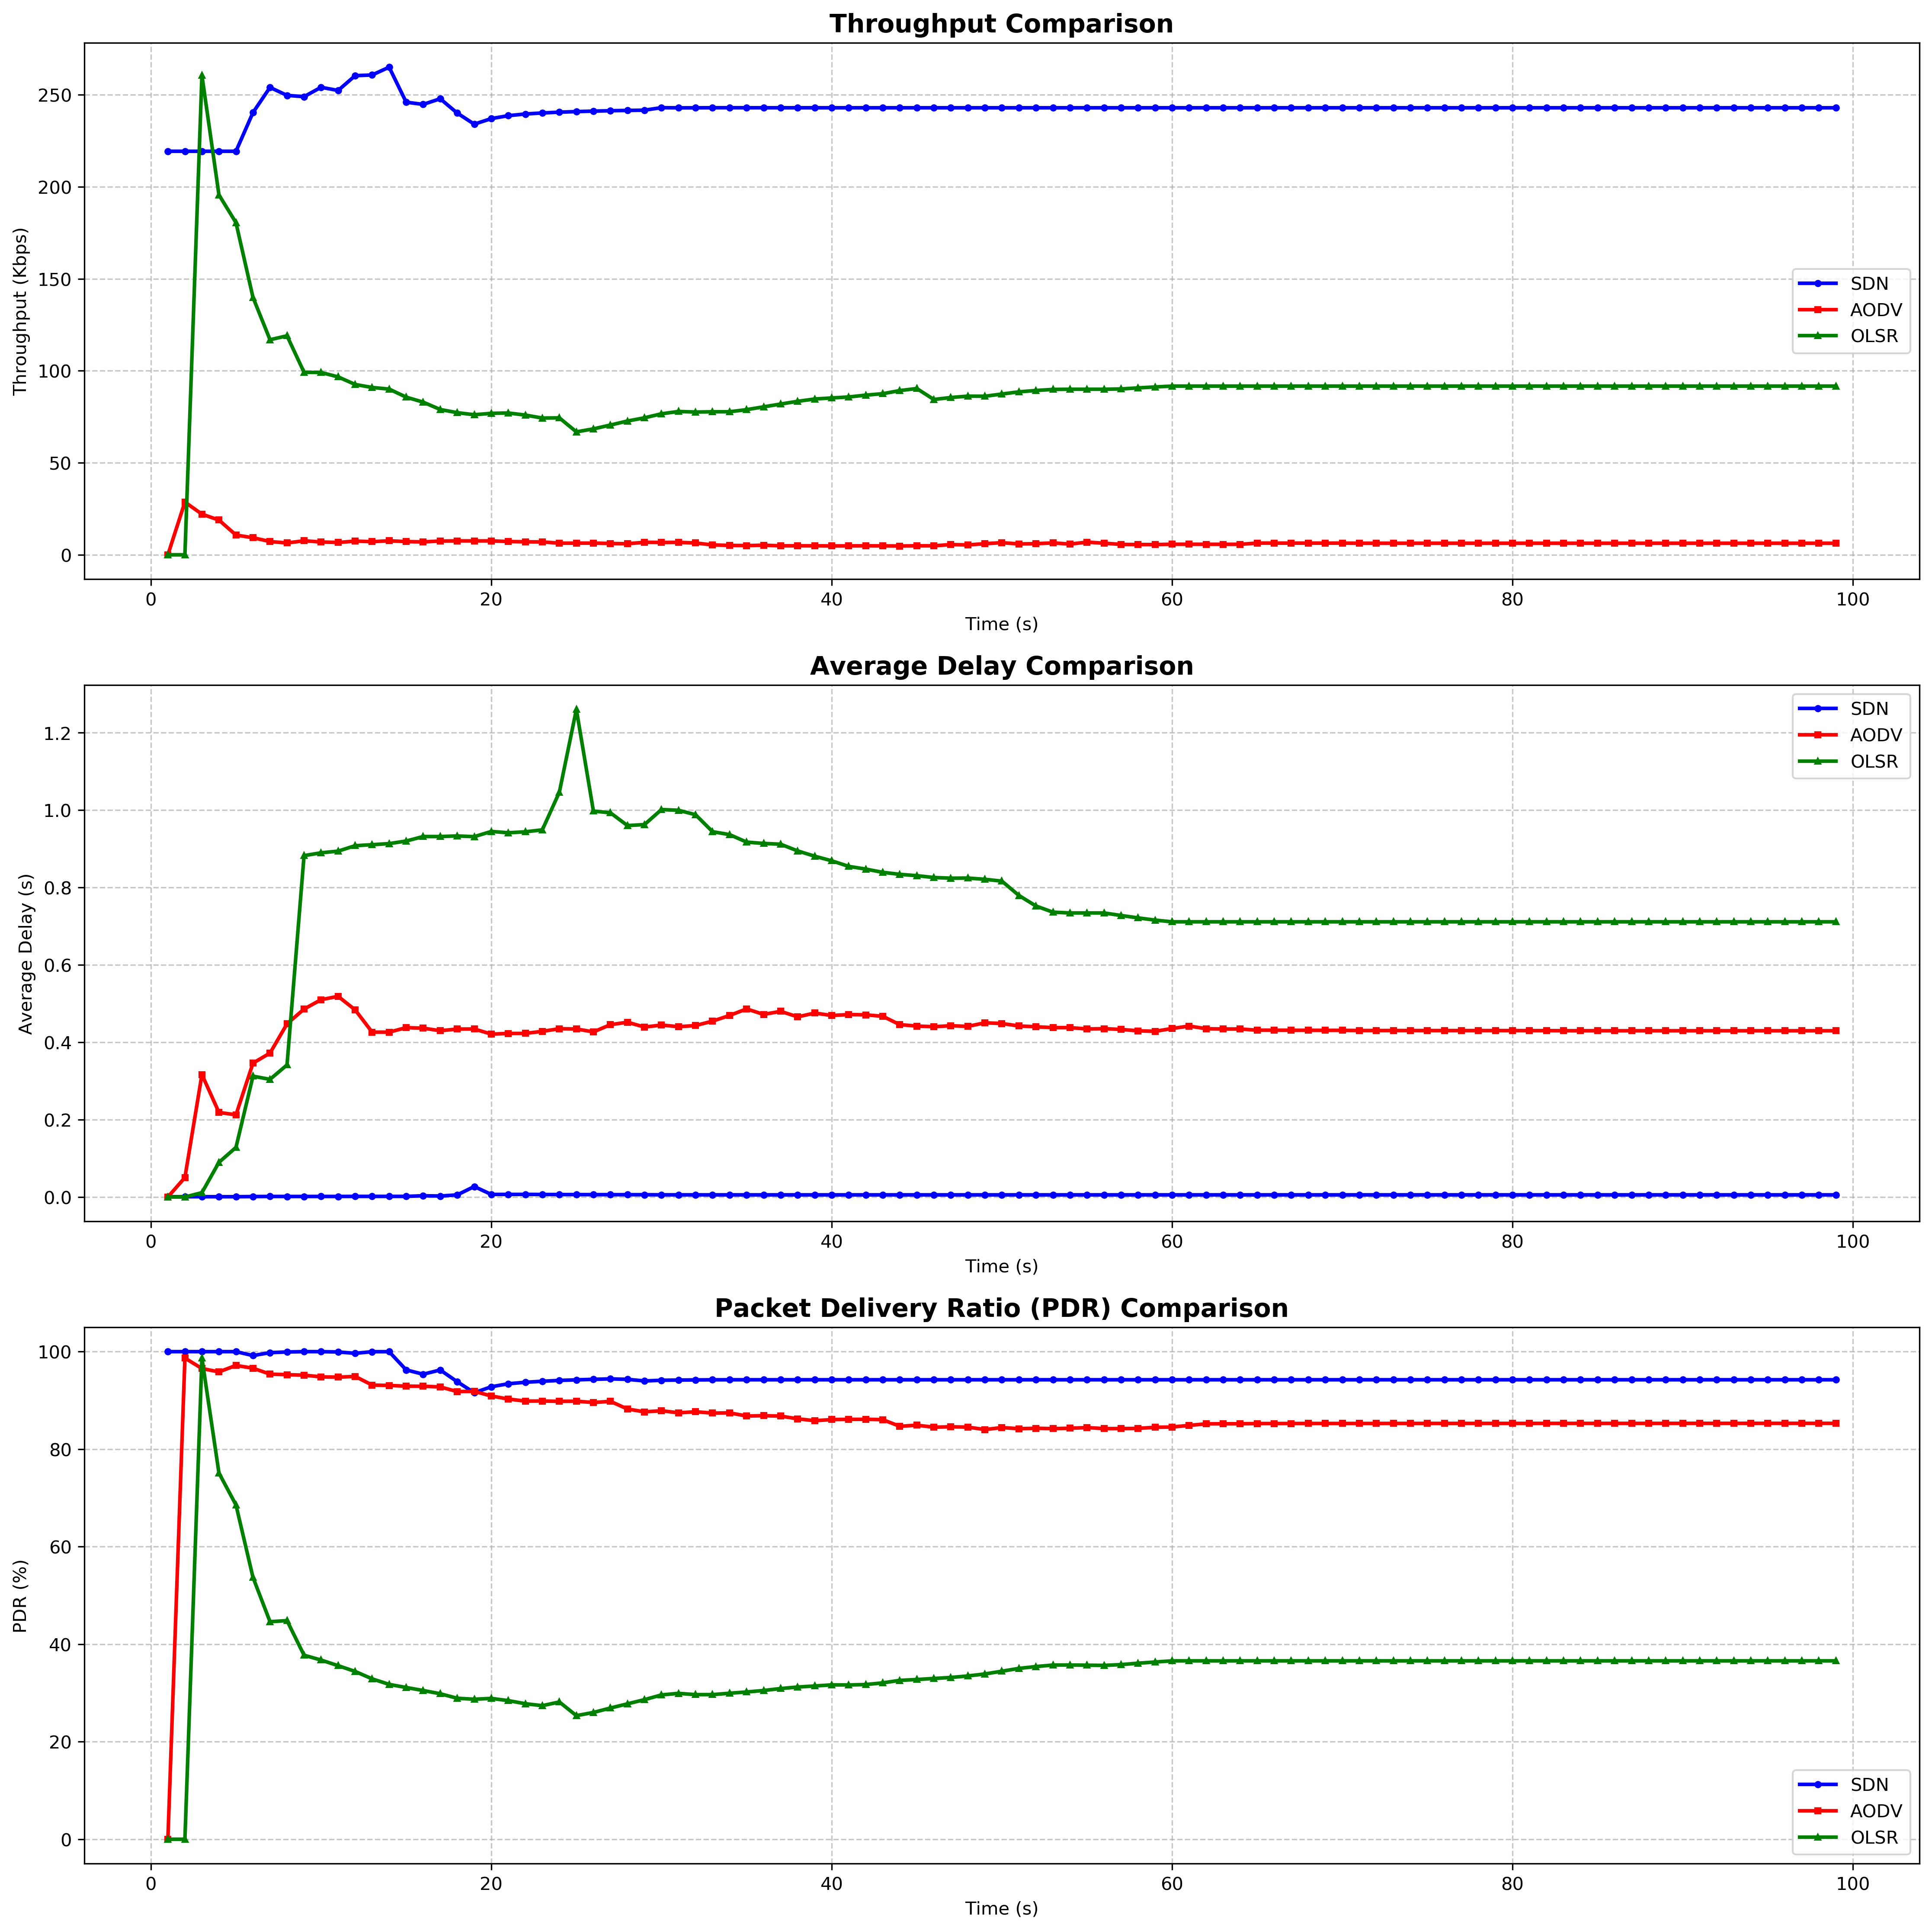 Throughput Comparison
Throughput (Kbps)
250
200
150
100
50
0
SDN
AODV
OLSR
0 20 40 60 80 100
Time (s)
Average Delay Comparison
Average Delay (s)
1.2
1.0
0.8
0.6
0.4
0.2
0.0
SDN
AODV
OLSR
0 20 40 60 80 100
Time (s)
Packet Delivery Ratio (PDR) Comparison
PDR (%)
100
80
60
40
20
0
SDN
AODV
OLSR
0 20 40 60 80 100
Time (s)